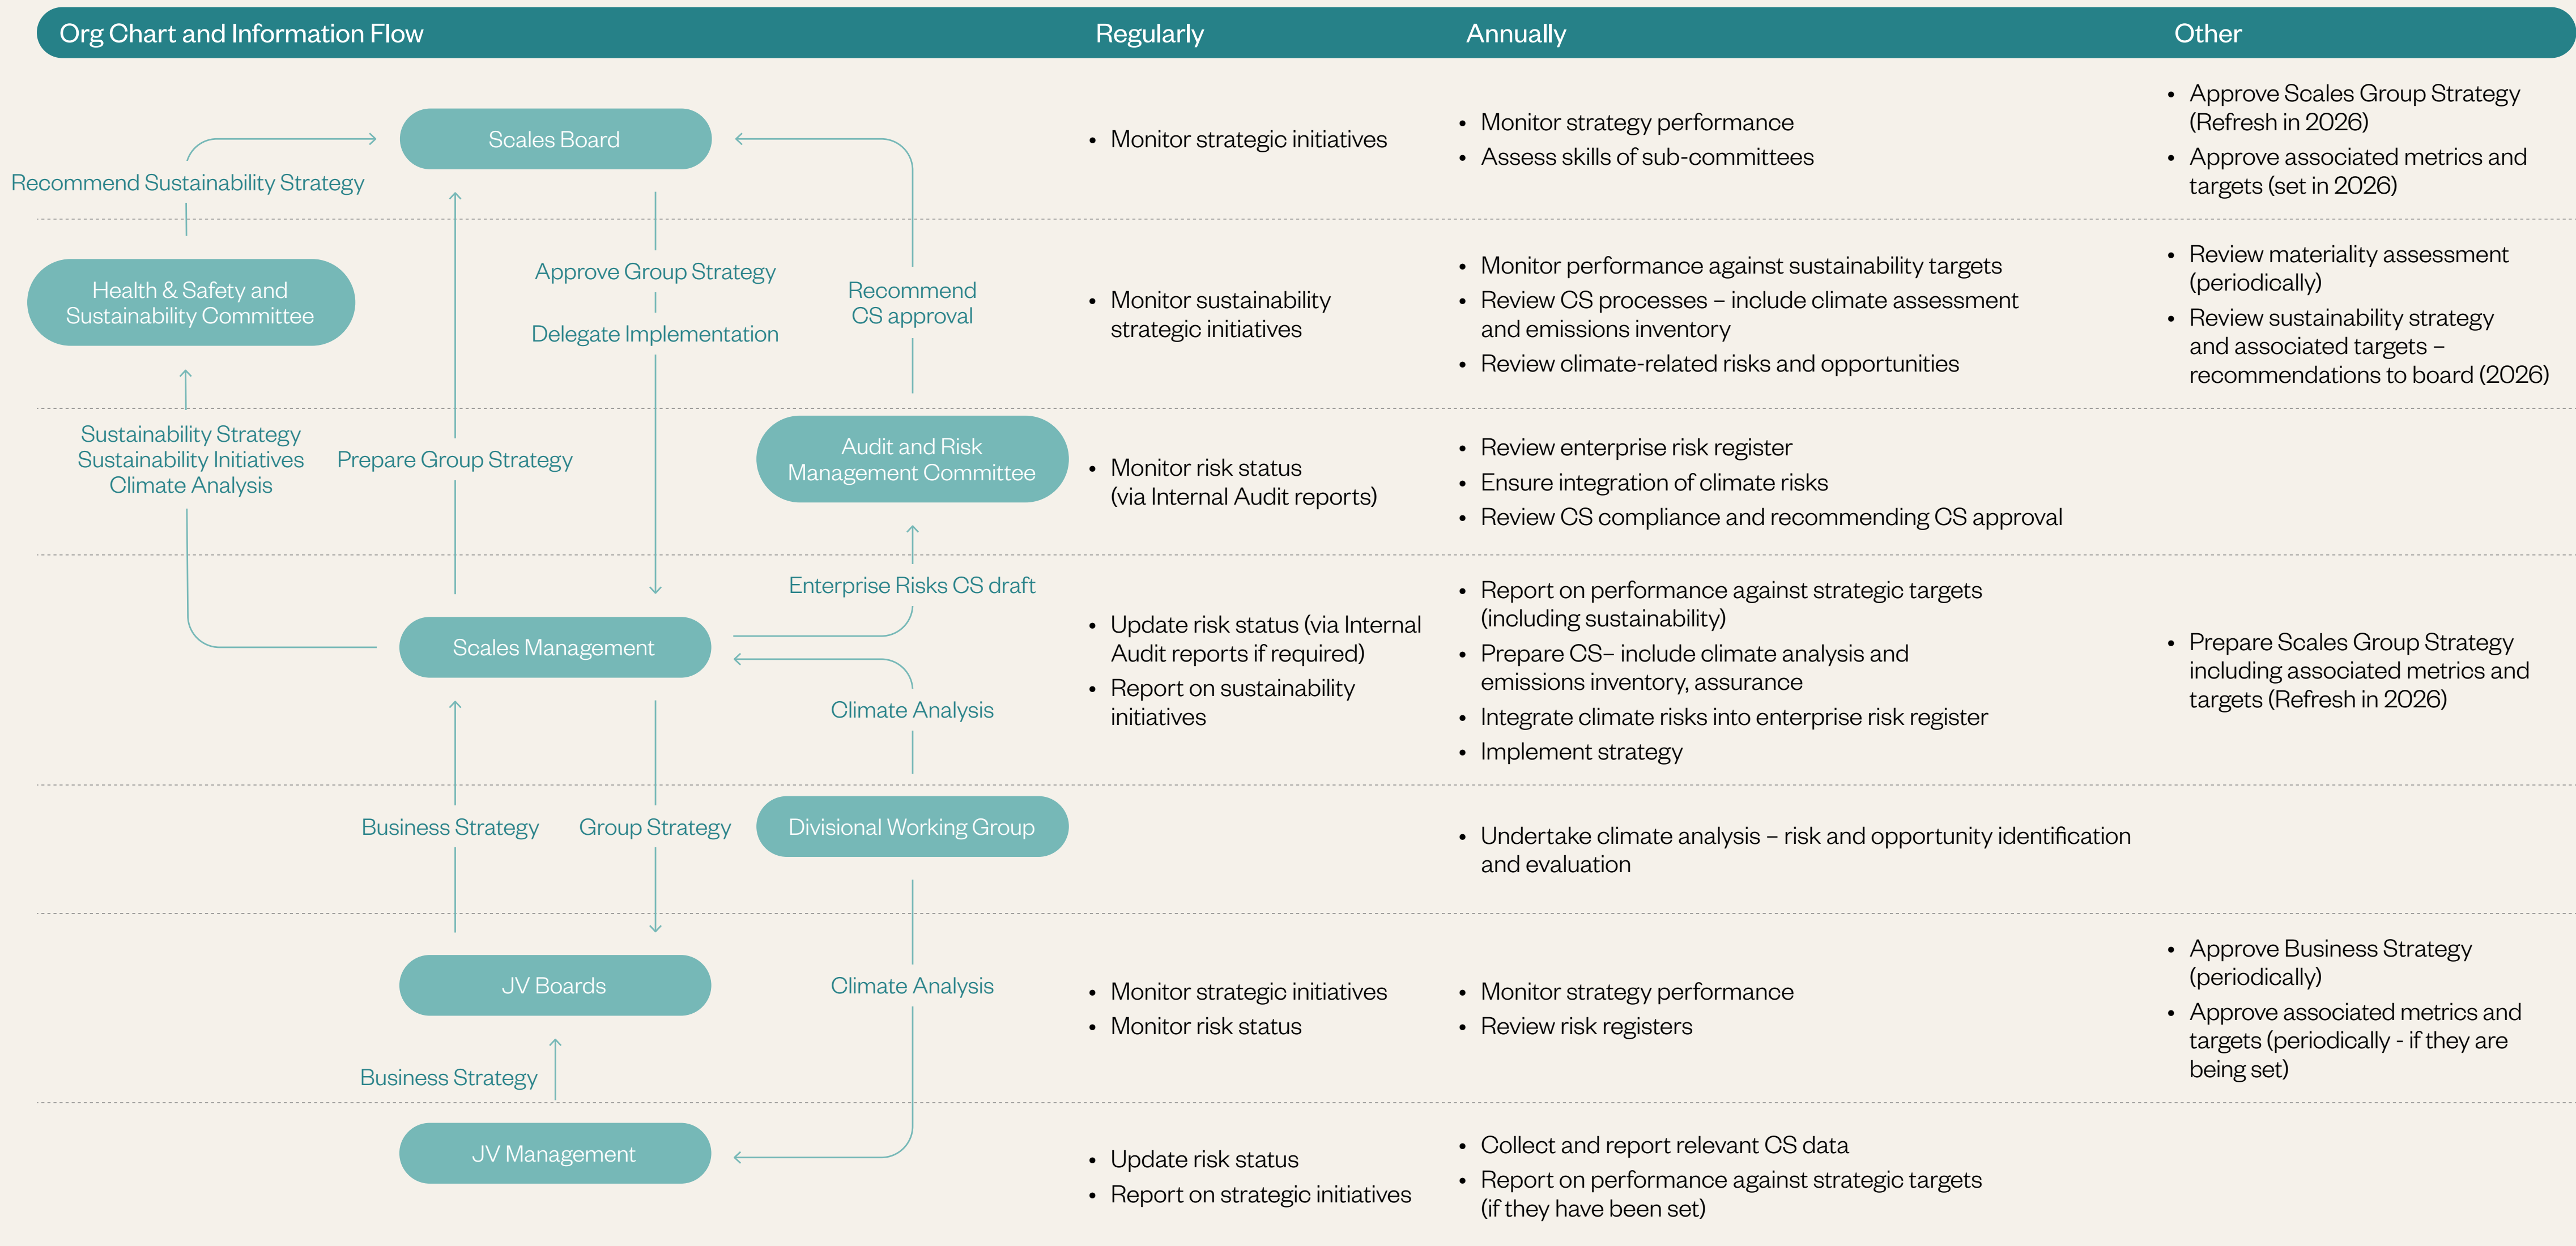 Org Chart and Information Flow
Regularly
Annually
Other
Scales Board
Recommend Sustainability Strategy
• Monitor strategic initiatives
• Monitor strategy performance
• Assess skills of sub-committees
• Approve Scales Group Strategy
(Refresh in 2026)
• Approve associated metrics and
targets (set in 2026)
Health & Safety and
Sustainability Committee
Approve Group Strategy
Delegate Implementation
Recommend
CS approval
• Monitor sustainability
strategic initiatives
• Monitor performance against sustainability targets
• Review CS processes – include climate assessment
and emissions inventory
• Review climate-related risks and opportunities
• Review materiality assessment
(periodically)
• Review sustainability strategy
and associated targets –
recommendations to board (2026)
Sustainability Strategy
Sustainability Initiatives
Climate Analysis
Prepare Group Strategy
Audit and Risk
Management Committee
• Monitor risk status
(via Internal Audit reports)
• Review enterprise risk register
• Ensure integration of climate risks
• Review CS compliance and recommending CS approval
Enterprise Risks CS draft
Scales Management
Climate Analysis
• Update risk status (via Internal
Audit reports if required)
• Report on sustainability
initiatives
• Report on performance against strategic targets
(including sustainability)
• Prepare CS– include climate analysis and
emissions inventory, assurance
• Integrate climate risks into enterprise risk register
• Implement strategy
• Prepare Scales Group Strategy
including associated metrics and
targets (Refresh in 2026)
Business Strategy
Group Strategy
Divisional Working Group
• Undertake climate analysis – risk and opportunity identification
and evaluation
JV Boards
Climate Analysis
Business Strategy
• Monitor strategic initiatives
• Monitor risk status
• Monitor strategy performance
• Review risk registers
• Approve Business Strategy
(periodically)
• Approve associated metrics and
targets (periodically - if they are
being set)
JV Management
• Update risk status
• Report on strategic initiatives
• Collect and report relevant CS data
• Report on performance against strategic targets
(if they have been set)